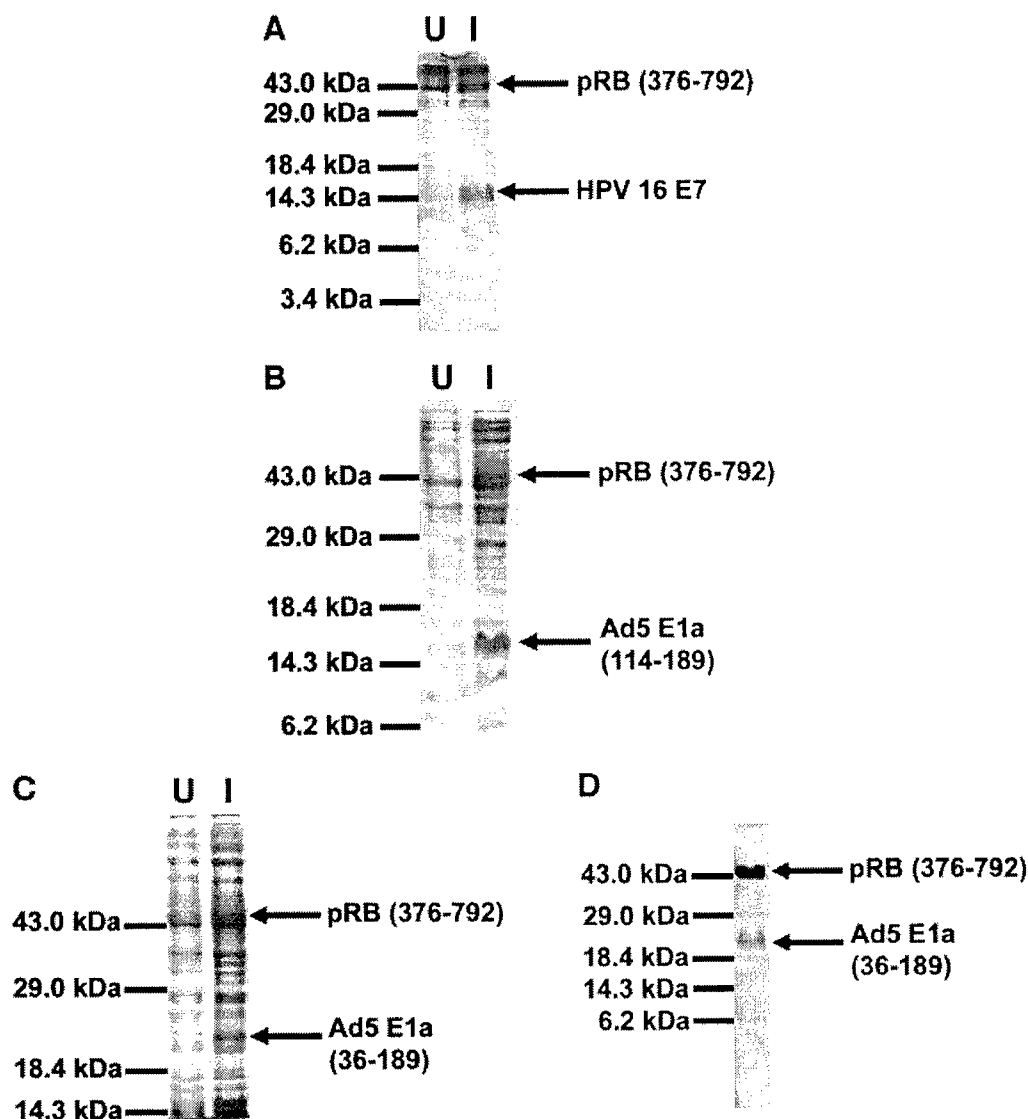 A
U I
43.0 kDa
pRB (376-792)
29.0 kDa
18.4 kDa
14.3 kDa
HPV 16 E7
6.2 kDa
3.4 kDa
B
U I
43.0 kDa
pRB (376-792)
29.0 kDa
18.4 kDa
Ad5 E1a
(114-189)
14.3 kDa
6.2 kDa
C
U I
43.0 kDa
pRB (376-792)
29.0 kDa
Ad5 E1a
(36-189)
18.4 kDa
14.3 kDa
D
43.0 kDa
pRB (376-792)
29.0 kDa
Ad5 E1a
(36-189)
18.4 kDa
14.3 kDa
6.2 kDa